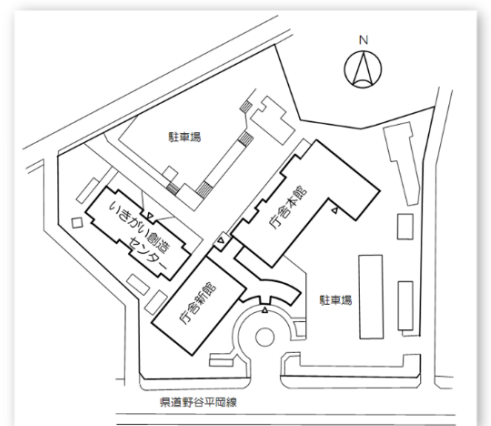 N
駐車場
庁舎本館
いきがい創造
センター
庁舎新館
駐車場
県道野谷平岡線